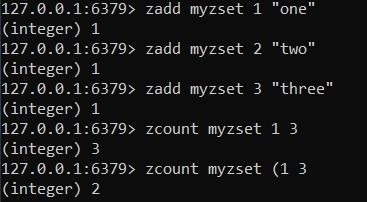 127.0.0.1:6379> zadd myzset 1 "one"
(integer) 1
127.0.0.1:6379> zadd myzset 2 "two"
(integer) 1
127.0.0.1:6379> zadd myzset 3 "three"
(integer) 1
127.0.0.1:6379> zcount myzset 1 3
(integer) 3
127.0.0.1:6379> zcount myzset (1 3
(integer) 2